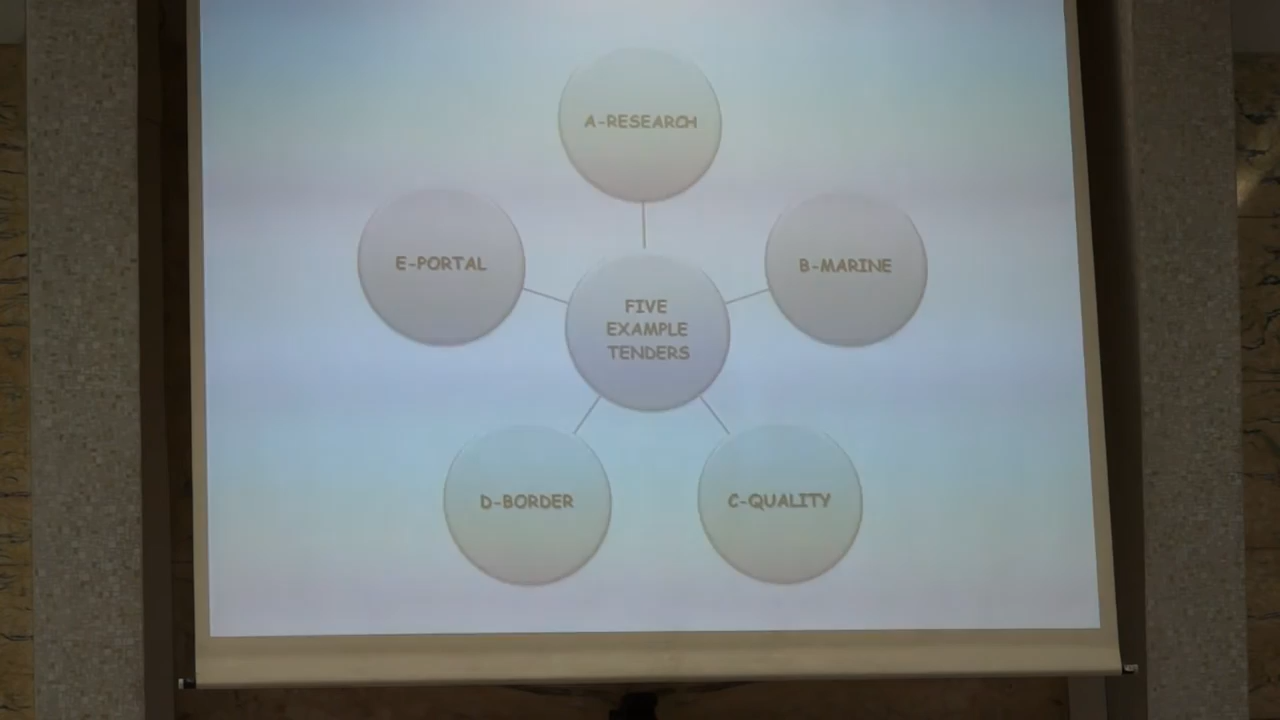 A-RESEARCH
E-PORTAL
B-MARINE
FIVE
EXAMPLE
TENDERS
D-BORDER
C-QUALITY